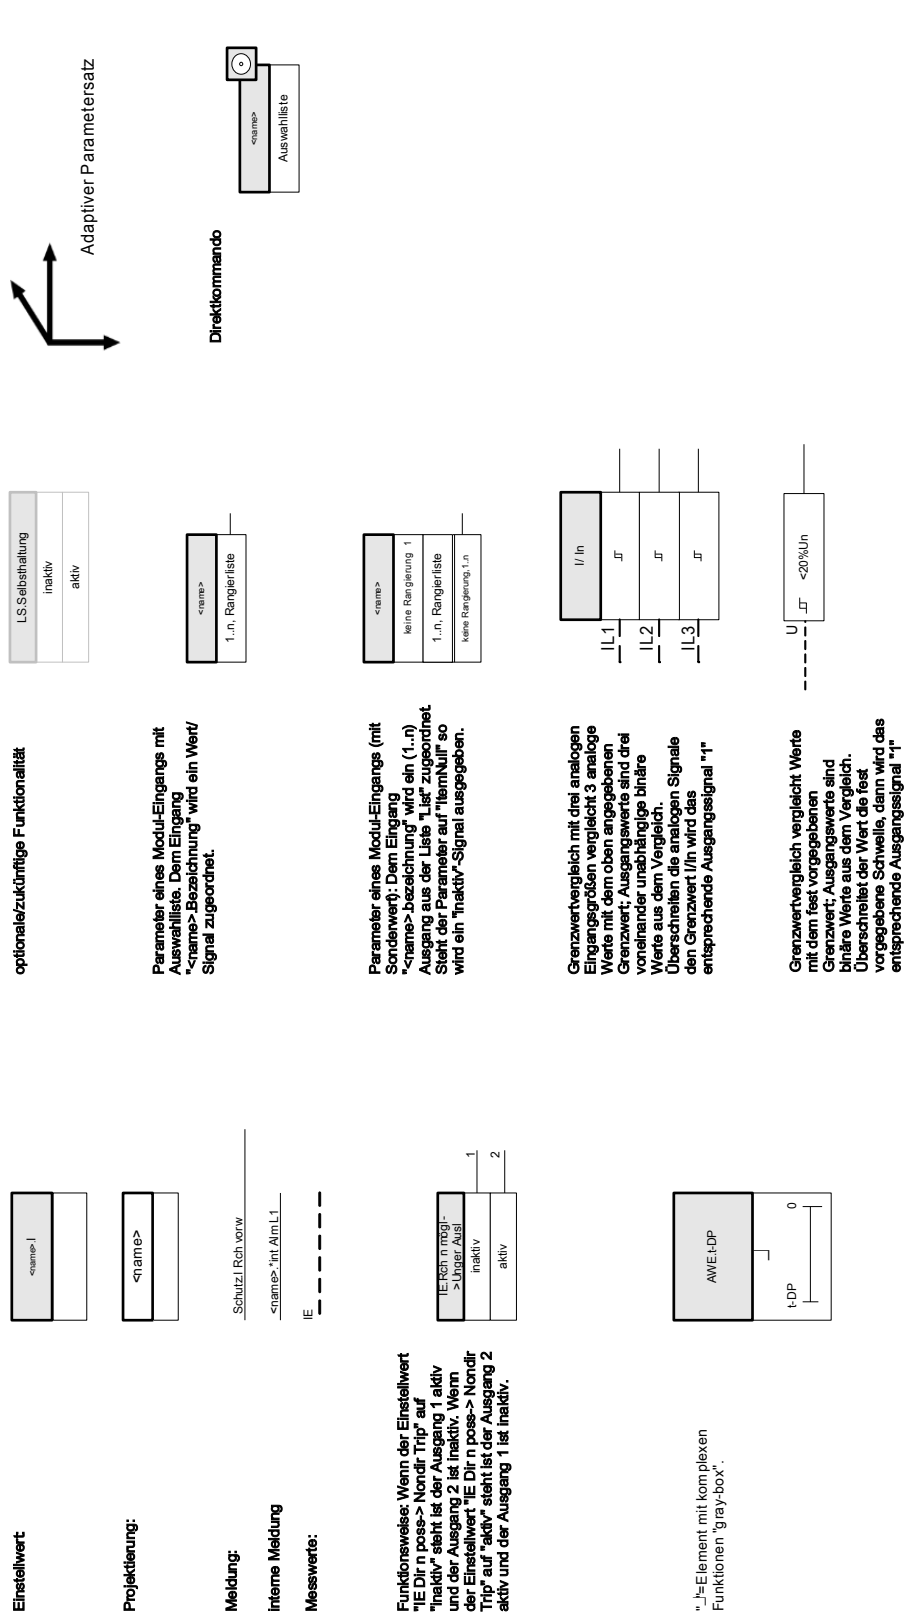 Einstellwert
<name>.I
Projektierung:
<name>
Meldung:
Schutz.I Rch vorw
interne Meldung
<name>.*int Alm L1
Messwerte:
IE
Funktionsweise: Wenn der Einstellwert
"IE Dir n poss-> Nondir Trip" auf
"Inaktiv" steht ist der Ausgang 1 aktiv
und der Ausgang 2 ist inaktiv. Wenn
der Einstellwert "IE Dir n poss-> Nondir
Trip" auf "aktiv" steht ist der Ausgang 2
aktiv und der Ausgang 1 ist inaktiv.
IE.Rch n mögl-
>Unger Ausl
inaktiv
1
aktiv
2
"_|"=Element mit komplexen
Funktionen "gray-box".
AWE.t-DP
t-DP
0
optionale/zukünftige Funktionalität
LS.Selbsthaltung
inaktiv
aktiv
Parameter eines Modul-Eingangs mit
Auswahlliste. Dem Eingang
"<name> Bezeichnung" wird ein Wert/
Signal zugeordnet.
<name>
1..n, Rangierliste
Parameter eines Modul-Eingangs (mit
Sonderwert): Dem Eingang
"<name>.bezeichnung" wird ein (1..n)
Ausgang aus der Liste "List" zugeordnet.
Steht der Parameter auf "ItemNull" so
wird ein "inaktiv"-Signal ausgegeben.
<name>
keine Rangierung 1
1..n, Rangierliste
keine Rangierung,1..n
Grenzwertvergleich mit drei analogen
Eingangsgrößen vergleicht 3 analoge
Werte mit dem oben angegebenen
Grenzwert; Ausgangswerte sind drei
voneinander unabhängige binäre
Werte aus dem Vergleich.
Überschreiten die analogen Signale
den Grenzwert I/In wird das
entsprechende Ausgangssignal "1"
I/ In
IL1
IL2
IL3
Grenzwertvergleich vergleicht Werte
mit dem fest vorgegebenen
Grenzwert; Ausgangswerte sind
binäre Werte aus dem Vergleich.
Überschreitet der Wert die fest
vorgegebene Schwelle, dann wird das
entsprechende Ausgangssignal "1"
U
<20%Un
Adaptiver Parametersatz
Direktkommando
<name>
Auswahlliste